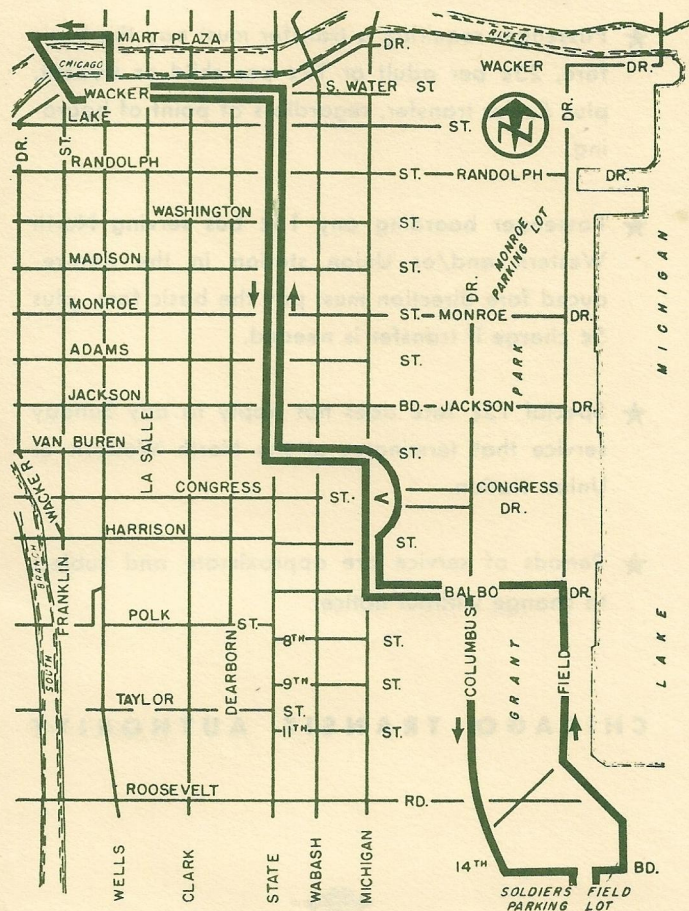 RIVER
MART PLAZA
DR.
CHICAGO
WACKER DR.
WACKER
S. WATER ST
LAKE
ST.
DR.
ST.
DR.
N
RANDOLPH
ST. RANDOLPH DR.
WASHINGTON
ST.
MADISON
ST.
DR.
MONROE
PARKING LOT
MONROE
ST. MONROE DR.
ADAMS
ST.
PARK
MICHIGAN
JACKSON
BD. JACKSON DR.
LA SALLE
VAN BUREN
ST.
WACKER
CONGRESS ST.
CONGRESS
DR.
HARRISON
ST.
BRANCH
FRANKLIN
BALBO DR.
POLK ST.
8TH ST.
COLUMBUS
GRANT
FIELD
LAKE
SOUTH
DEARBORN
9TH ST.
TAYLOR ST.
11TH ST.
ROOSEVELT RD.
WELLS
CLARK
STATE
WABASH
MICHIGAN
14TH BD.
SOLDIERS FIELD
PARKING LOT